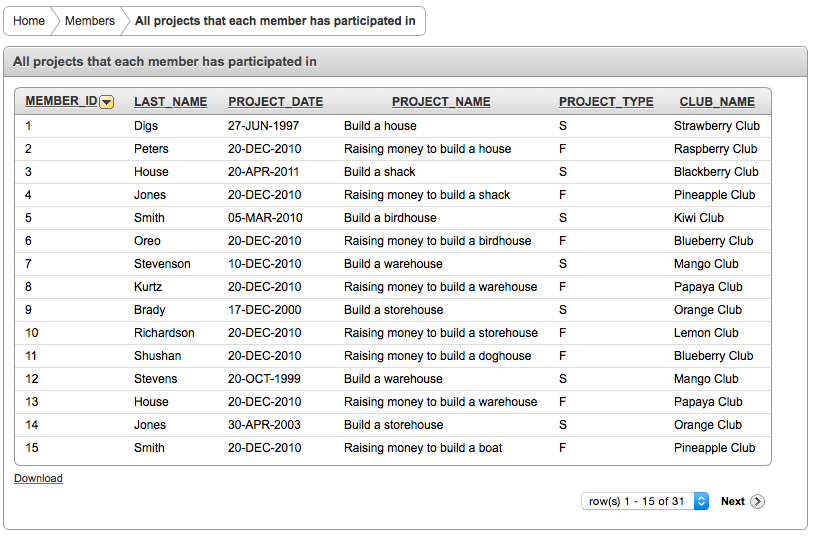 Home Members All projects that each member has participated in
All projects that each member has participated in
MEMBER_ID LAST_NAME PROJECT_DATE PROJECT_NAME PROJECT_TYPE CLUB_NAME
1 Digs 27-JUN-1997 Build a house S Strawberry Club
2 Peters 20-DEC-2010 Raising money to build a house F Raspberry Club
3 House 20-APR-2011 Build a shack S Blackberry Club
4 Jones 20-DEC-2010 Raising money to build a shack F Pineapple Club
5 Smith 05-MAR-2010 Build a birdhouse S Kiwi Club
6 Oreo 20-DEC-2010 Raising money to build a birdhouse F Blueberry Club
7 Stevenson 10-DEC-2010 Build a warehouse S Mango Club
8 Kurtz 20-DEC-2010 Raising money to build a warehouse F Papaya Club
9 Brady 17-DEC-2000 Build a storehouse S Orange Club
10 Richardson 20-DEC-2010 Raising money to build a storehouse F Lemon Club
11 Shushan 20-DEC-2010 Raising money to build a doghouse F Blueberry Club
12 Stevens 20-OCT-1999 Build a warehouse S Mango Club
13 House 20-DEC-2010 Raising money to build a warehouse F Papaya Club
14 Jones 30-APR-2003 Build a storehouse S Orange Club
15 Smith 20-DEC-2010 Raising money to build a boat F Pineapple Club
Download
row(s) 1 - 15 of 31 Next